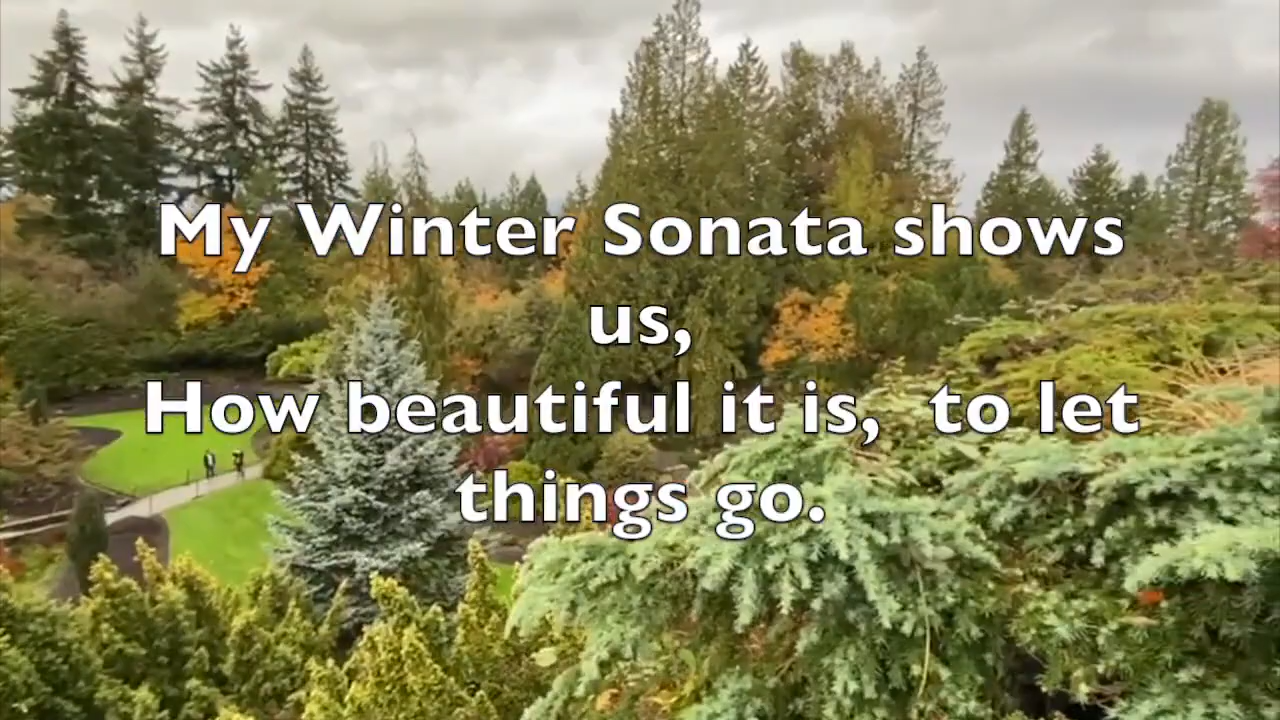 My Winter Sonata shows
us,
How beautiful it is,  to let
things go.